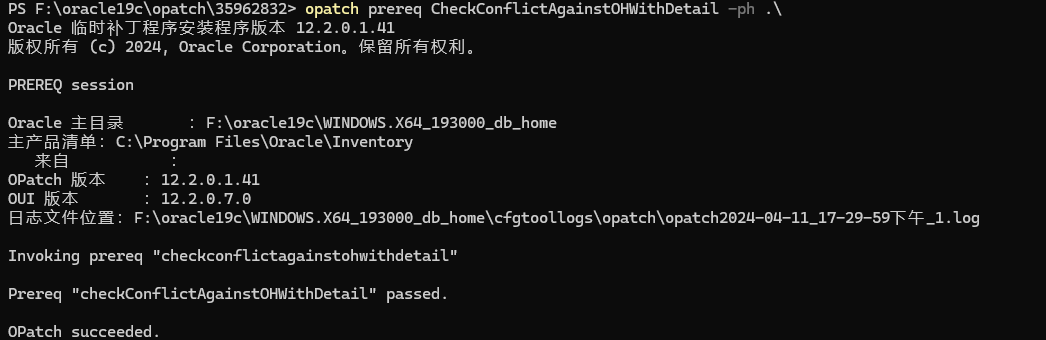 PS F:\oracle19c\opatch\35962832> opatch prereq CheckConflictAgainstOHWithDetail -ph .\
Oracle 临时补丁程序安装程序版本 12.2.0.1.41
版权所有 (c) 2024, Oracle Corporation。保留所有权利。
PREREQ session
Oracle 主目录       : F:\oracle19c\WINDOWS.X64_193000_db_home
主产品清单: C:\Program Files\Oracle\Inventory
   来自           :
OPatch 版本    : 12.2.0.1.41
OUI 版本       : 12.2.0.7.0
日志文件位置: F:\oracle19c\WINDOWS.X64_193000_db_home\cfgtoollogs\opatch\opatch2024-04-11_17-29-59下午_1.log
Invoking prereq "checkconflictagainstohwithdetail"
Prereq "checkConflictAgainstOHWithDetail" passed.
OPatch succeeded.